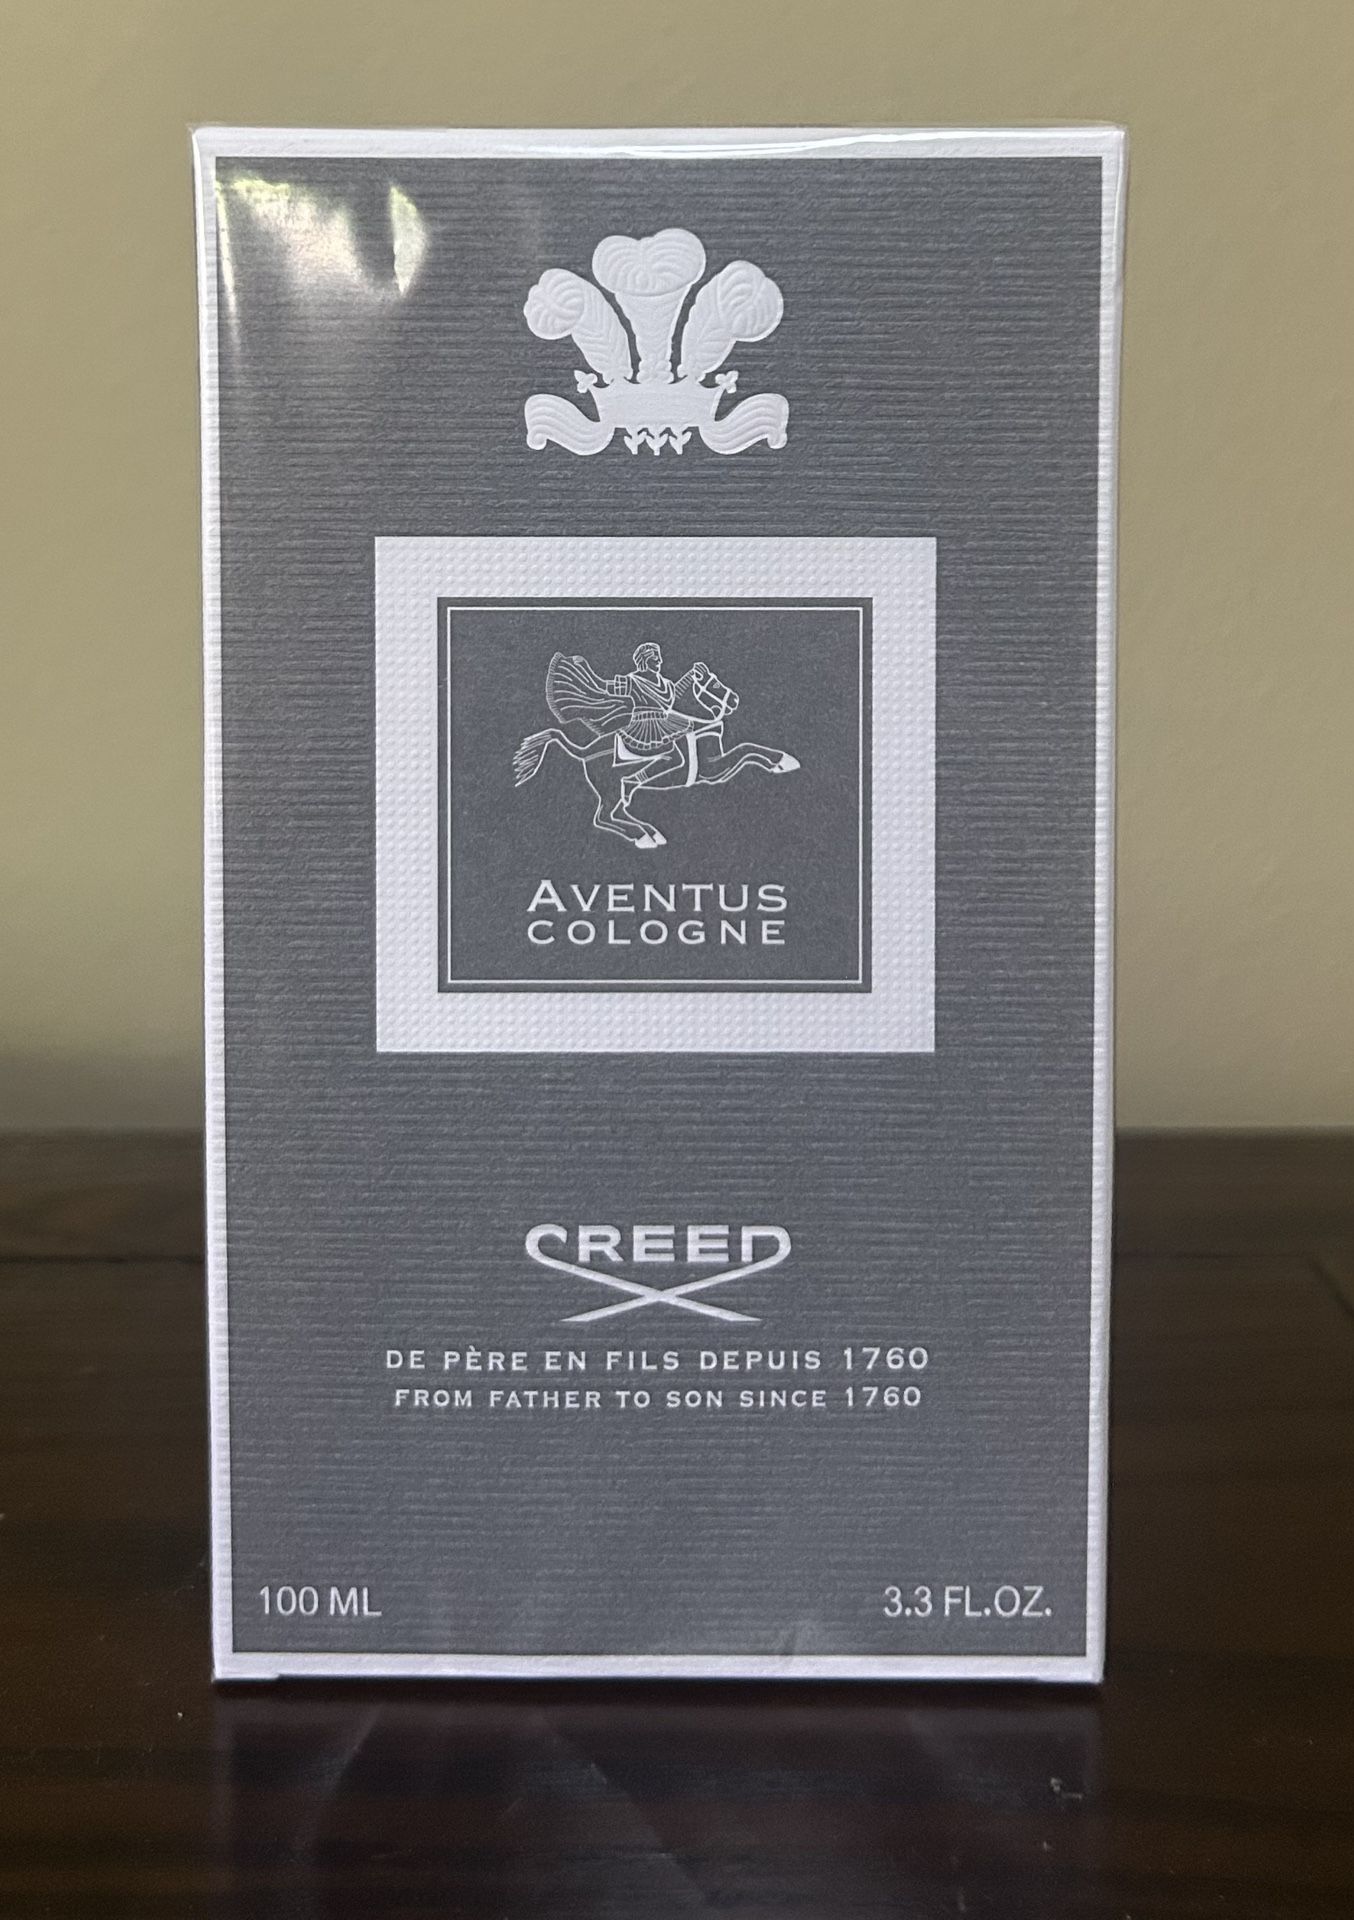 AVENTUS
COLOGNE
CREED
DE PÈRE EN FILS DEPUIS 1760
FROM FATHER TO SON SINCE 1760
100 ML
3.3 FL.OZ.